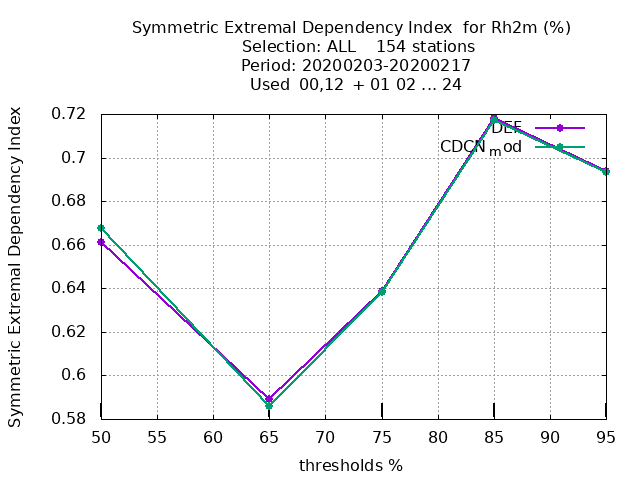 Symmetric Extremal Dependency Index for Rh2m (%)
Selection: ALL 154 stations
Period: 20200203-20200217
Used 00,12 + 01 02 ... 24
Symmetric Extremal Dependency Index
0.72
0.7
0.68
0.66
0.64
0.62
0.6
0.58
DEF
CDCNmod
50 55 60 65 70 75 80 85 90 95
thresholds %